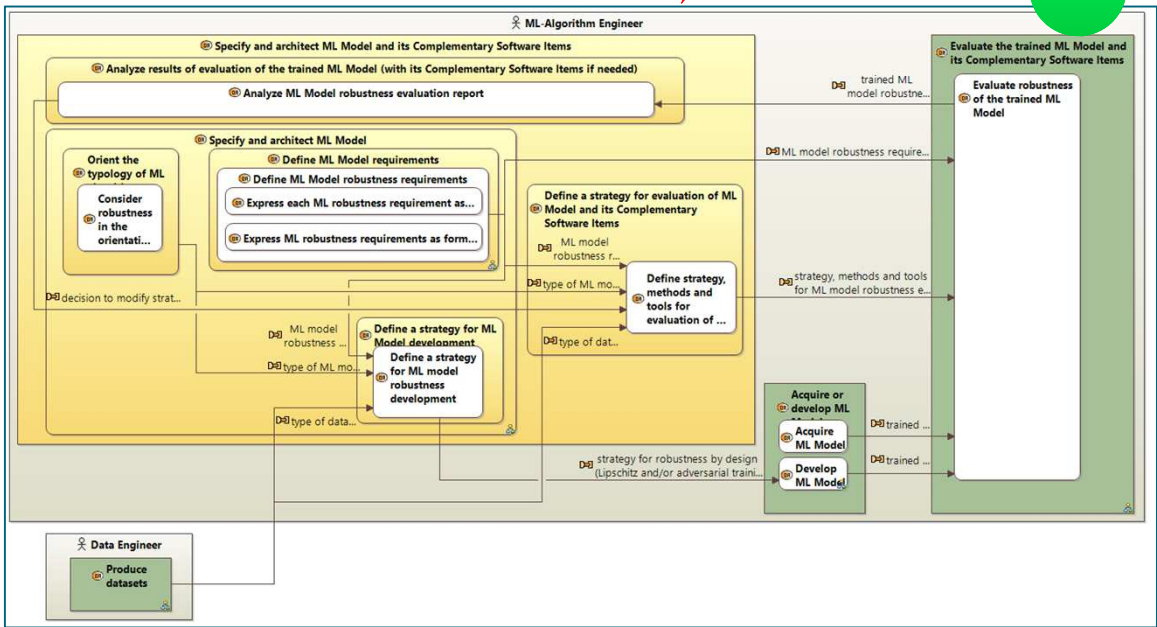 ML-Algorithm Engineer
Specify and architect ML Model and its Complementary Software Items
Analyze results of evaluation of the trained ML Model (with its Complementary Software Items if needed)
Analyze ML Model robustness evaluation report
Specify and architect ML Model
Orient the
typology of ML
Consider
robustness
in the
orientati...
Define ML Model requirements
Define ML Model robustness requirements
Express each ML robustness requirement as...
Express ML robustness requirements as form...
decision to modify strat...
ML model
robustness ...
type of ML mo...
type of data...
Define a strategy for ML
Model development
Define a strategy
for ML model
robustness
development
Define a strategy for evaluation of ML
Model and its Complementary
Software Items
ML model
robustness r...
type of ML mo...
type of dat...
Define strategy,
methods and
tools for
evaluation of ...
trained ML
model robustne...
ML model robustness require...
strategy, methods and tools
for ML model robustness e...
Evaluate the trained ML Model and
its Complementary Software Items
Evaluate robustness
of the trained ML
Model
Acquire or
develop ML
Acquire
ML Model
Develop
ML Model
trained ...
trained ...
strategy for robustness by design
(Lipschitz and/or adversarial traini...
Data Engineer
Produce
datasets